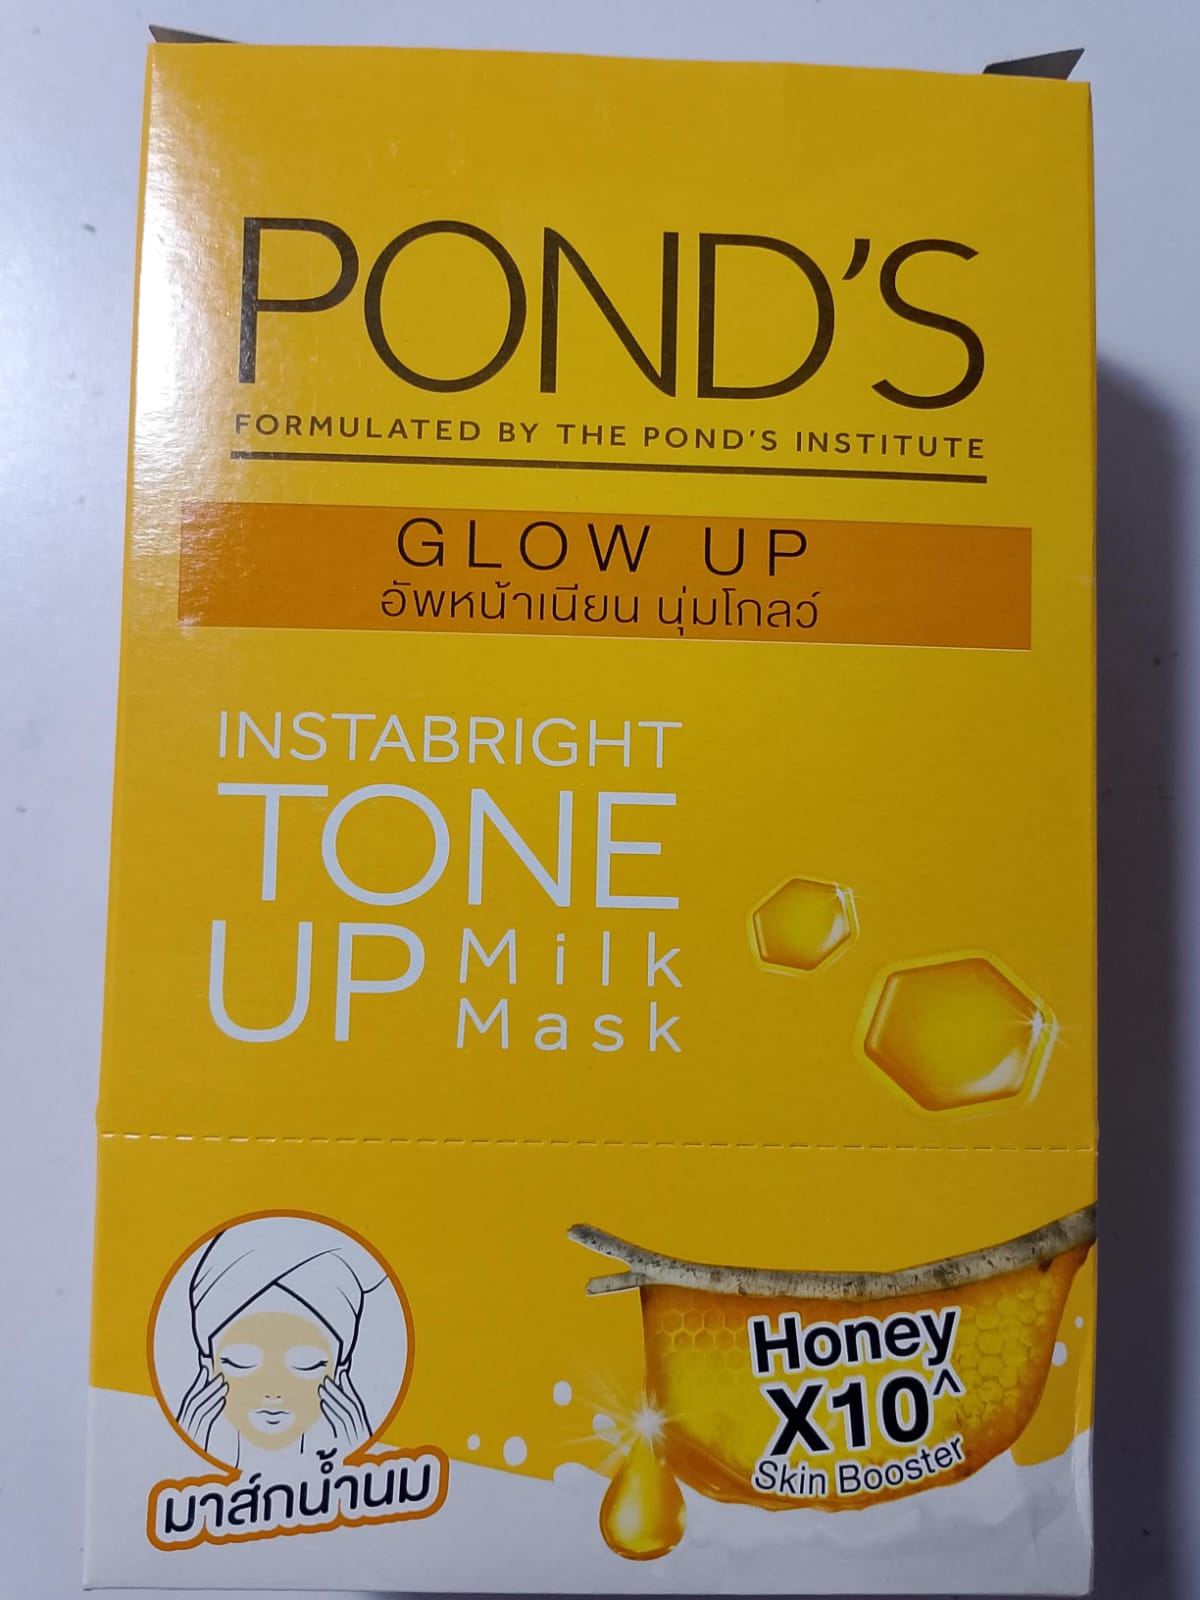 POND'S
FORMULATED BY THE POND'S INSTITUTE
GLOW UP
อัพหน้าเนียน นุ่มโกลว์
INSTABRIGHT
TONE
UP Milk
Mask
Honey
X10^
Skin Booster
มาส์กน้ำนม